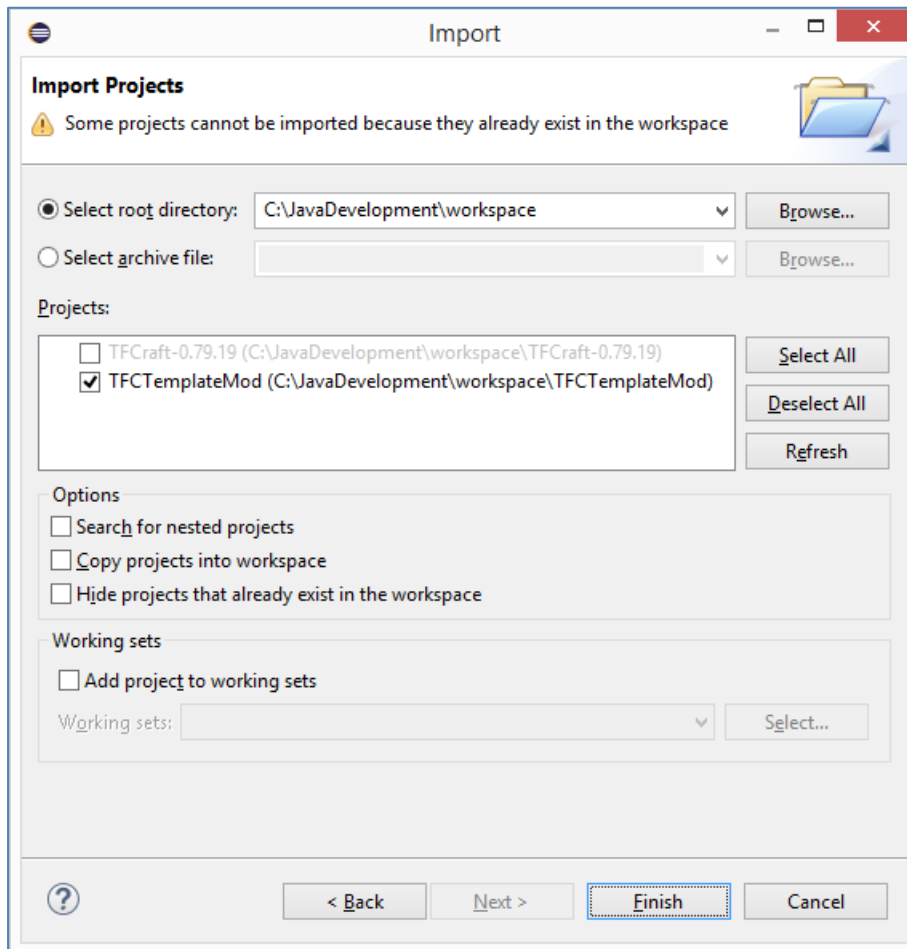 Import
Import Projects
Some projects cannot be imported because they already exist in the workspace
Select root directory: C:\JavaDevelopment\workspace Browse...
Select archive file: Browse...
Projects:
TFCraft-0.79.19 (C:\JavaDevelopment\workspace\TFCraft-0.79.19)
TFCTemplateMod (C:\JavaDevelopment\workspace\TFCTemplateMod)
Select All
Deselect All
Refresh
Options
Search for nested projects
Copy projects into workspace
Hide projects that already exist in the workspace
Working sets
Add project to working sets
Working sets: Select...
? < Back Next > Finish Cancel